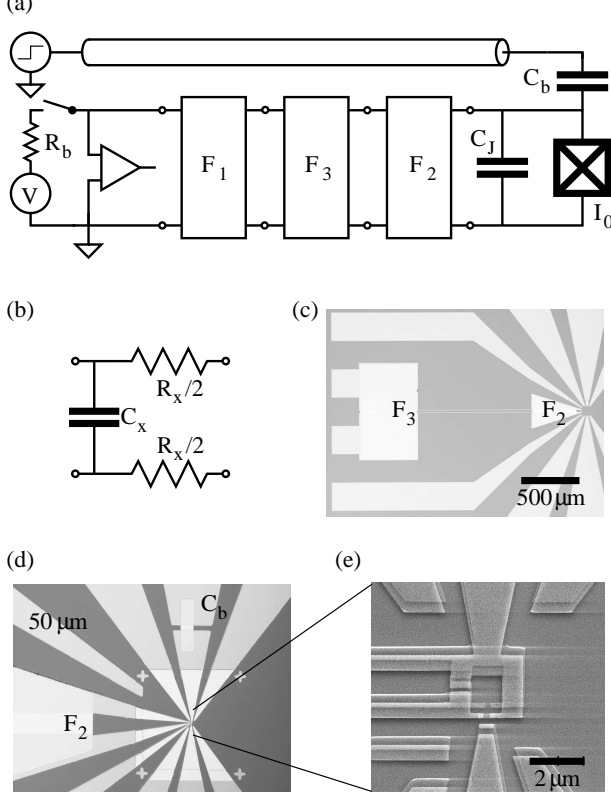 (a)
C_b
R_b
V
F_1
F_3
F_2
C_J
I_0
(b)
R_x/2
C_x
R_x/2
(c)
F_3
F_2
500 μm
(d)
C_b
50 μm
F_2
(e)
2 μm